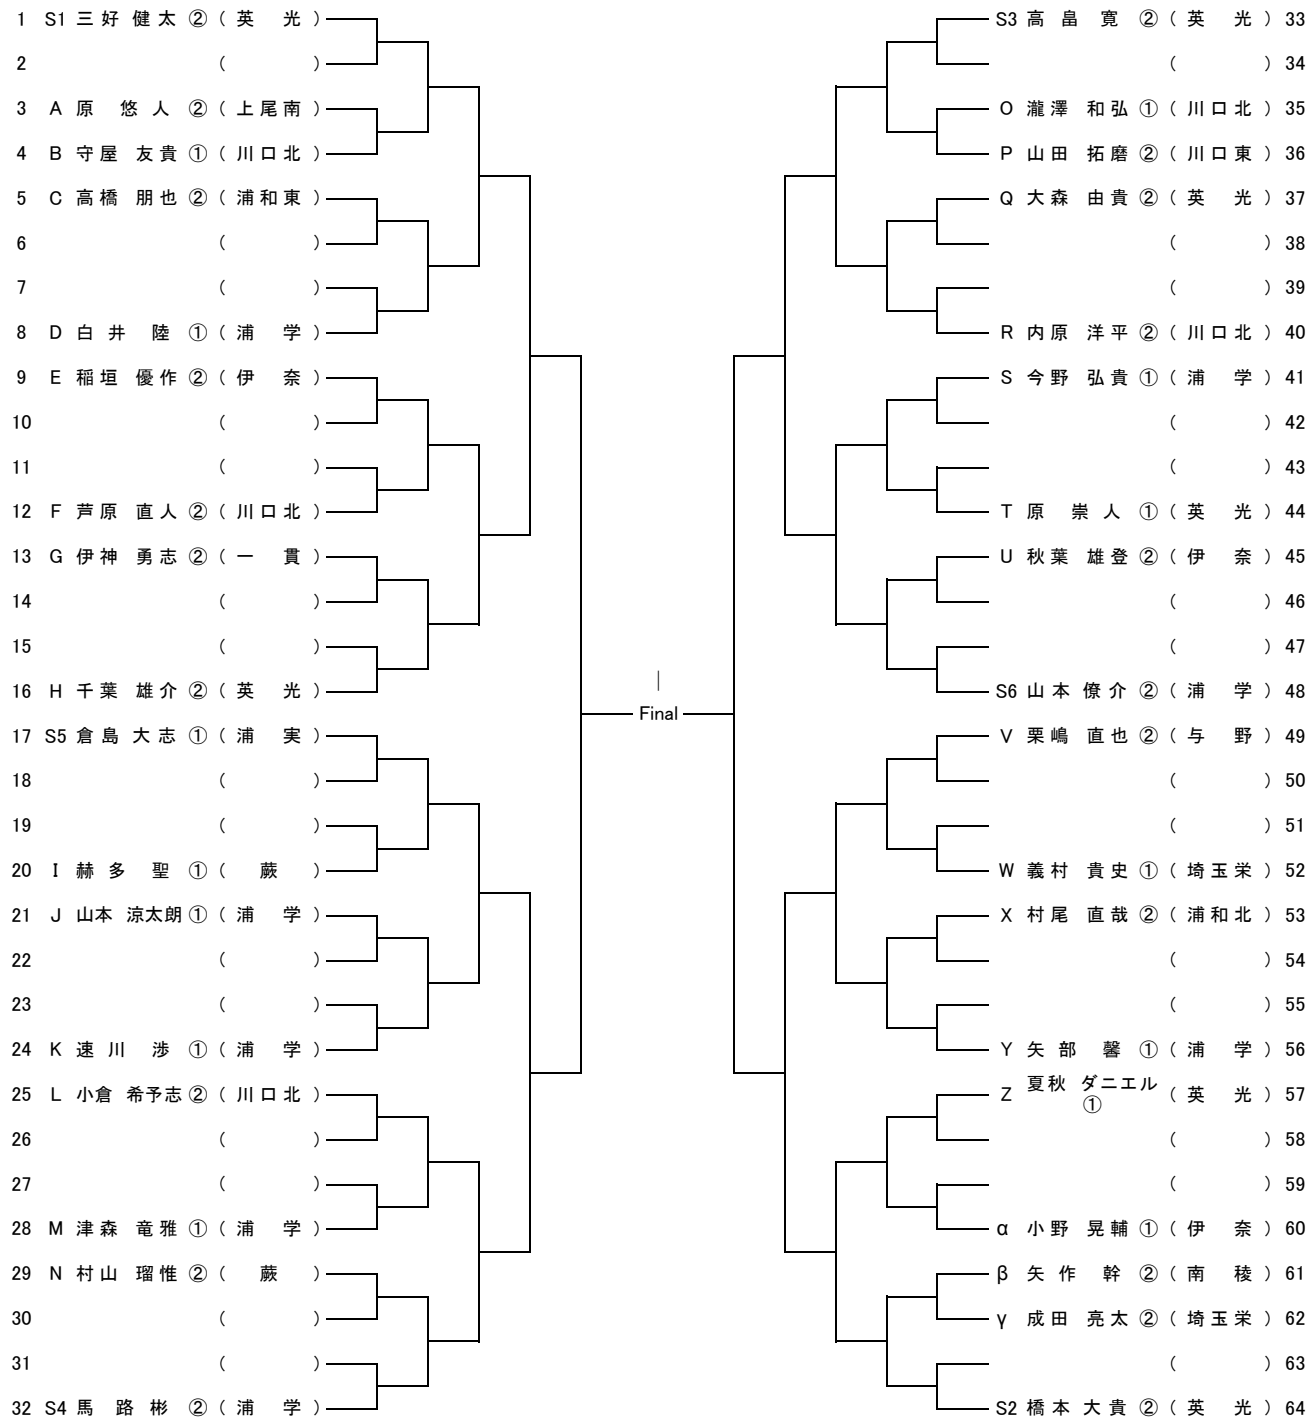 1 S1 三好 健太 ② ( 英 光 )
2 ( )
3 A 原 悠人 ② ( 上尾南 )
4 B 守屋 友貴 ① ( 川口北 )
5 C 高橋 朋也 ② ( 浦和東 )
6 ( )
7 ( )
8 D 白井 陸 ① ( 浦 学 )
9 E 稲垣 優作 ② ( 伊 奈 )
10 ( )
11 ( )
12 F 芦原 直人 ② ( 川口北 )
13 G 伊神 勇志 ② ( 一 貫 )
14 ( )
15 ( )
16 H 千葉 雄介 ② ( 英 光 )
17 S5 倉島 大志 ① ( 浦 実 )
18 ( )
19 ( )
20 I 赫多 聖 ① ( 蕨 )
21 J 山本 涼太朗 ① ( 浦 学 )
22 ( )
23 ( )
24 K 速川 渉 ① ( 浦 学 )
25 L 小倉 希予志 ② ( 川口北 )
26 ( )
27 ( )
28 M 津森 竜雅 ① ( 浦 学 )
29 N 村山 瑠惟 ② ( 蕨 )
30 ( )
31 ( )
32 S4 馬路 彬 ② ( 浦 学 )
Final
S3 高畠 寛 ② ( 英 光 ) 33
( ) 34
O 瀧澤 和弘 ① ( 川口北 ) 35
P 山田 拓磨 ② ( 川口東 ) 36
Q 大森 由貴 ② ( 英 光 ) 37
( ) 38
( ) 39
R 内原 洋平 ② ( 川口北 ) 40
S 今野 弘貴 ① ( 浦 学 ) 41
( ) 42
( ) 43
T 原 崇人 ① ( 英 光 ) 44
U 秋葉 雄登 ② ( 伊 奈 ) 45
( ) 46
( ) 47
S6 山本 僚介 ② ( 浦 学 ) 48
V 栗嶋 直也 ② ( 与 野 ) 49
( ) 50
( ) 51
W 義村 貴史 ① ( 埼玉栄 ) 52
X 村尾 直哉 ② ( 浦和北 ) 53
( ) 54
( ) 55
Y 矢部 馨 ① ( 浦 学 ) 56
Z 夏秋 ダニエル ① ( 英 光 ) 57
( ) 58
( ) 59
α 小野 晃輔 ① ( 伊 奈 ) 60
β 矢作 幹 ② ( 南 稜 ) 61
γ 成田 亮太 ② ( 埼玉栄 ) 62
( ) 63
S2 橋本 大貴 ② ( 英 光 ) 64